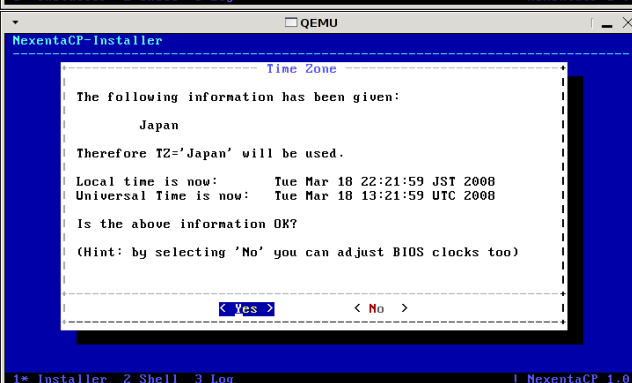 QEMU
NexentaCP-Installer
Time Zone
The following information has been given:
Japan
Therefore TZ='Japan' will be used.
Local time is now: Tue Mar 18 22:21:59 JST 2008
Universal Time is now: Tue Mar 18 13:21:59 UTC 2008
Is the above information OK?
(Hint: by selecting 'No' you can adjust BIOS clocks too)
< Yes > < No >
1* Installer 2 Shell 3 Log ! NexentaCP 1.0